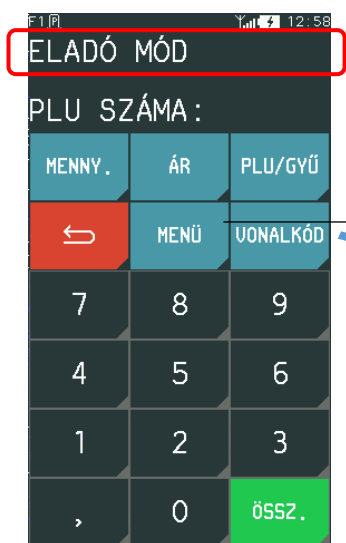 F1 P 12:58
ELADÓ MÓD
PLU SZÁMA:
MENNY. ÁR PLU/GYŰ
MENÜ VONALKÓD
7 8 9
4 5 6
1 2 3
, 0 ÖSSZ.